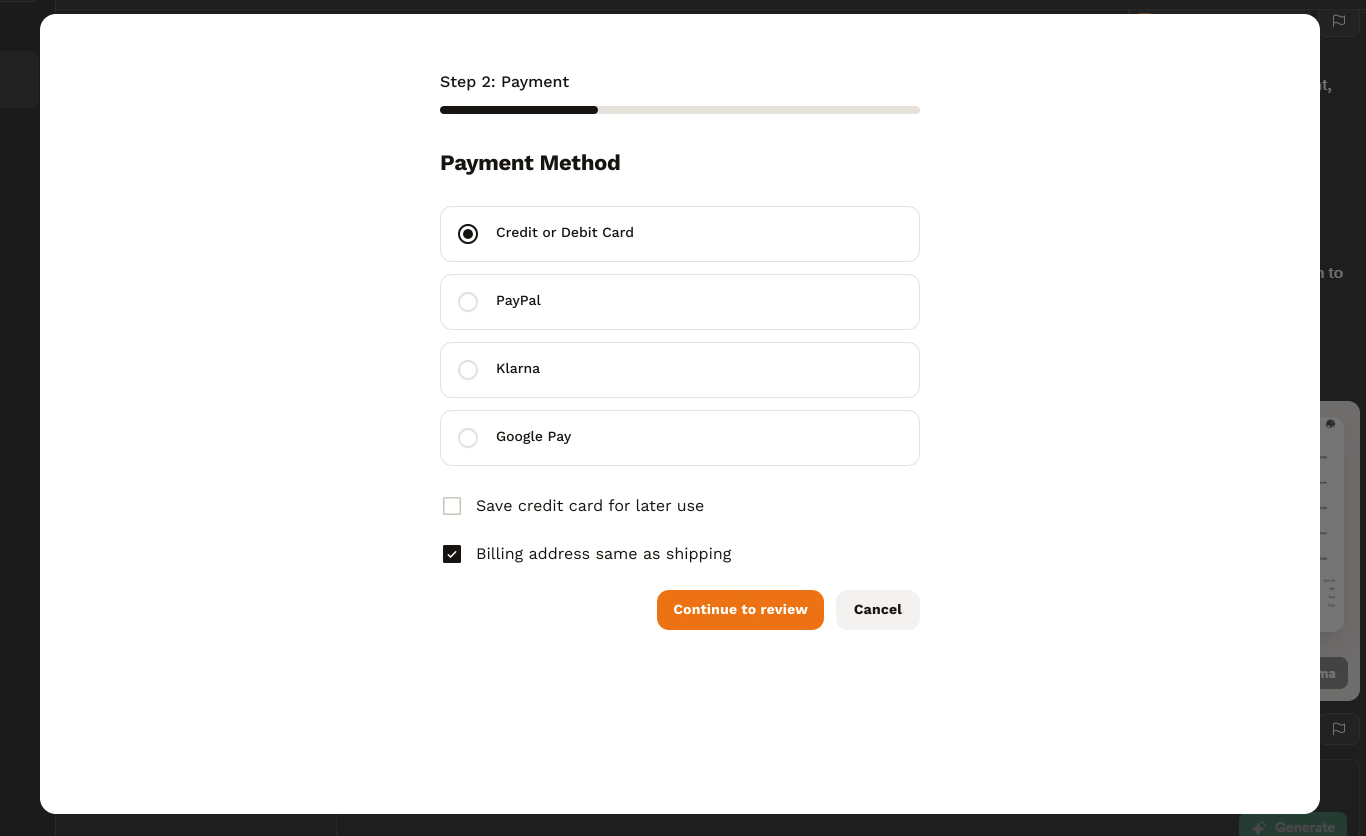 Step 2: Payment
Payment Method
Credit or Debit Card
PayPal
Klarna
Google Pay
Save credit card for later use
Billing address same as shipping
Continue to review
Cancel
to
Generate